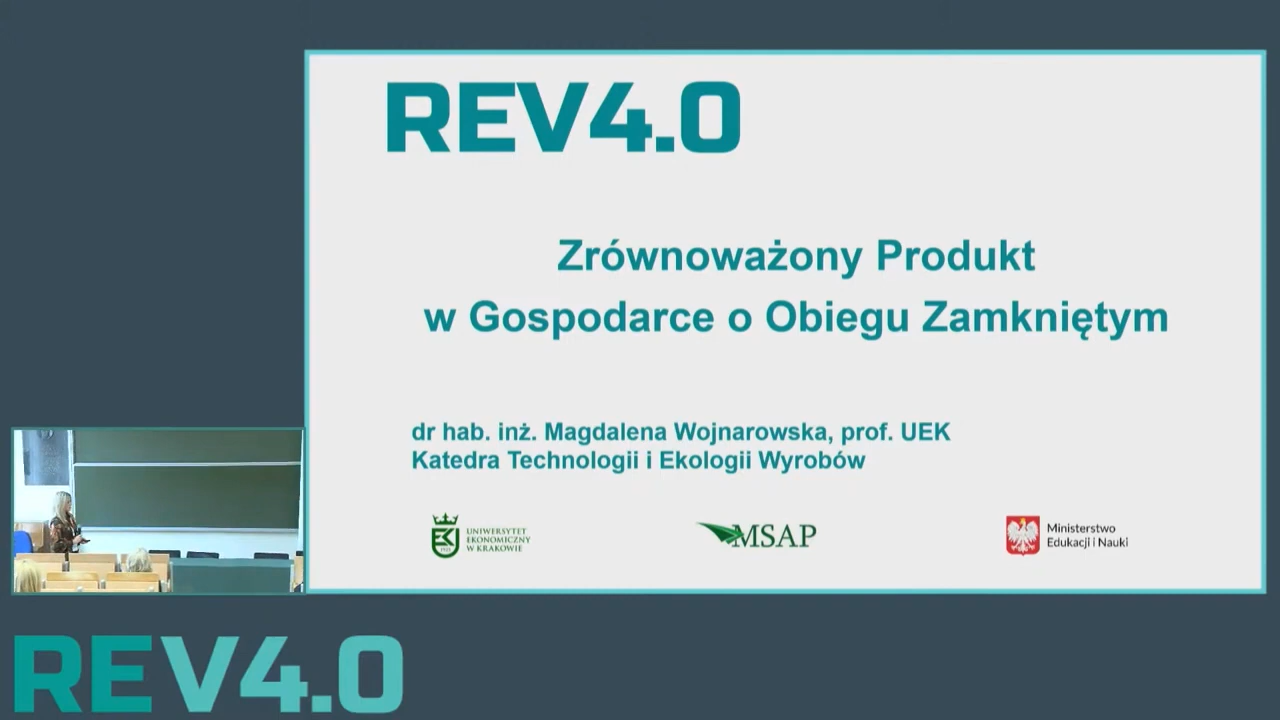 REV4.0
Zrównoważony Produkt
w Gospodarce o Obiegu Zamkniętym
dr hab. inż. Magdalena Wojnarowska, prof. UEK
Katedra Technologii i Ekologii Wyrobów
UNIWERSYTET
EKONOMICZNY
W KRAKOWIE
MSAP
Ministerstwo
Edukacji i Nauki
REV4.0